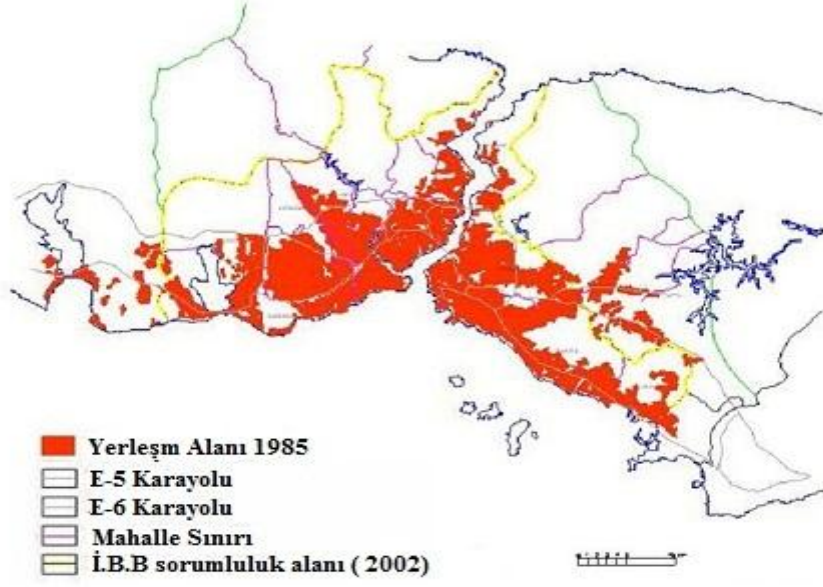 Yerleşm Alanı 1985
E-5 Karayolu
E-6 Karayolu
Mahalle Sınırı
İ.B.B sorumluluk alanı ( 2002)